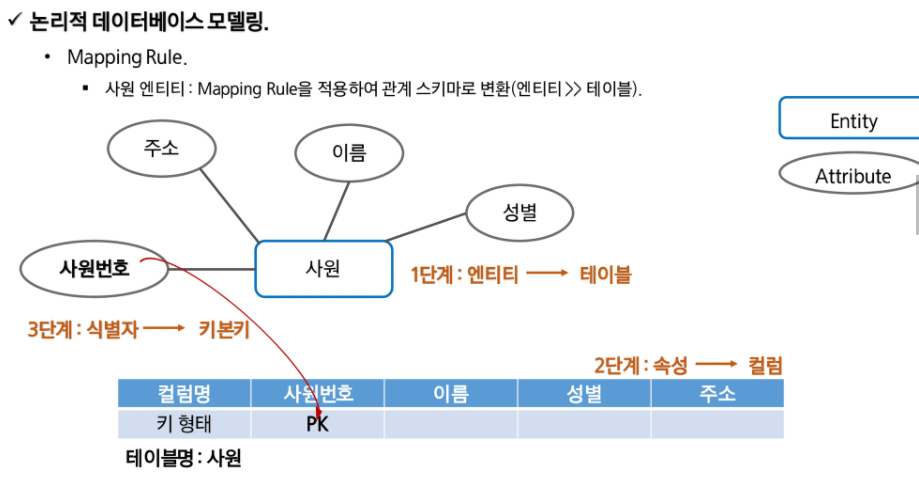 ✓ 논리적 데이터베이스 모델링.
• Mapping Rule.
▪ 사원 엔티티 : Mapping Rule을 적용하여 관계 스키마로 변환(엔티티 >> 테이블).
Entity
Attribute
주소
이름
성별
사원번호
사원
1단계 : 엔티티 → 테이블
3단계 : 식별자 → 키본키
2단계 : 속성 → 컬럼
컬럼명 사원번호 이름 성별 주소
키 형태 PK
테이블명 : 사원